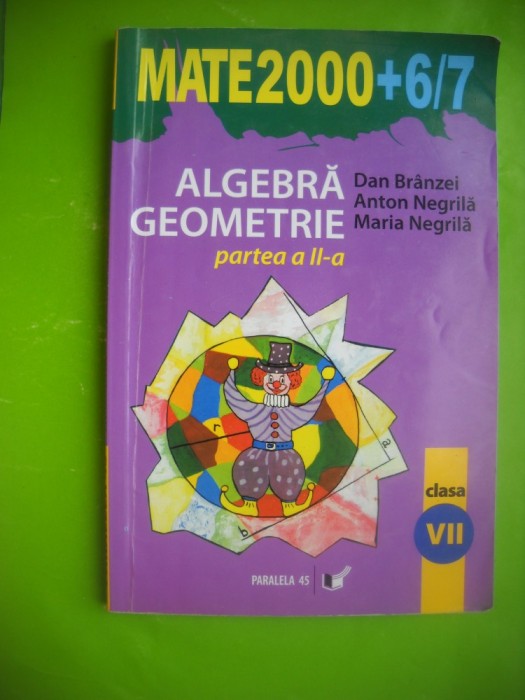 MATE2000+6/7
ALGEBRĂ
GEOMETRIE
partea a II-a
Dan Brânzei
Anton Negrilă
Maria Negrilă
r
a
b
clasa
VII
PARALELA 45